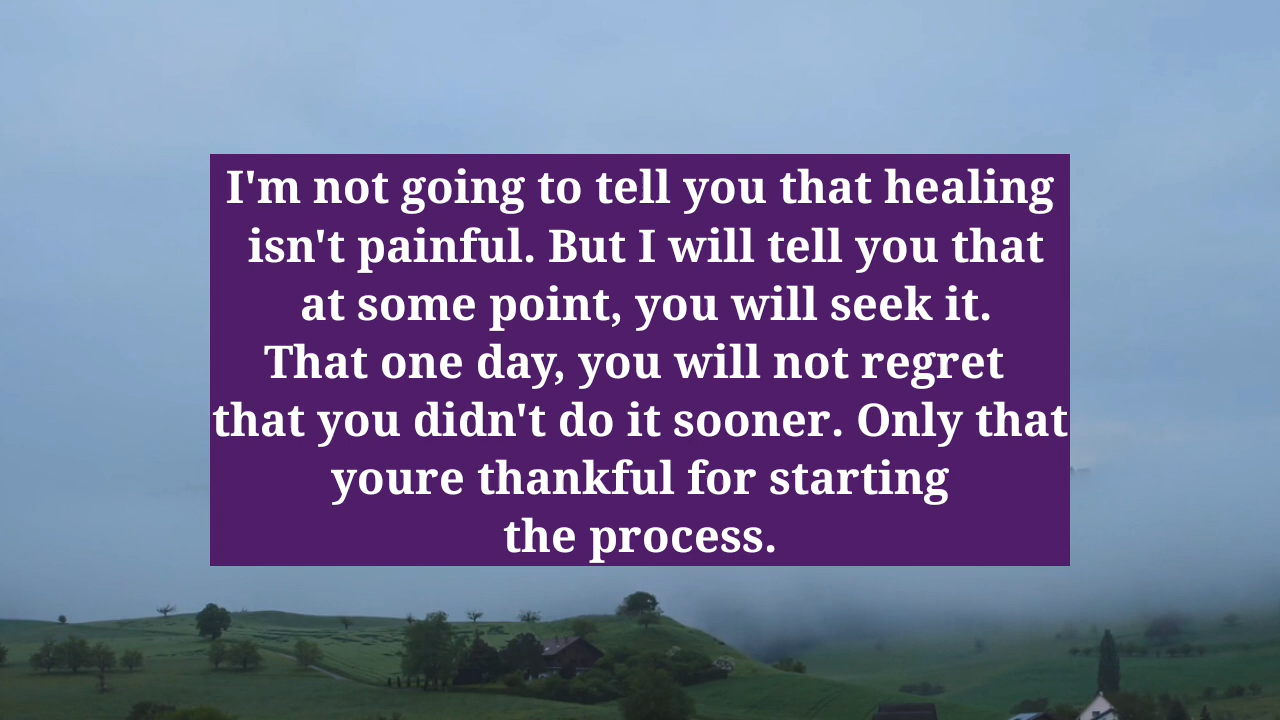 I'm not going to tell you that healing
isn't painful. But I will tell you that
at some point, you will seek it.
That one day, you will not regret
that you didn't do it sooner. Only that
youre thankful for starting
the process.